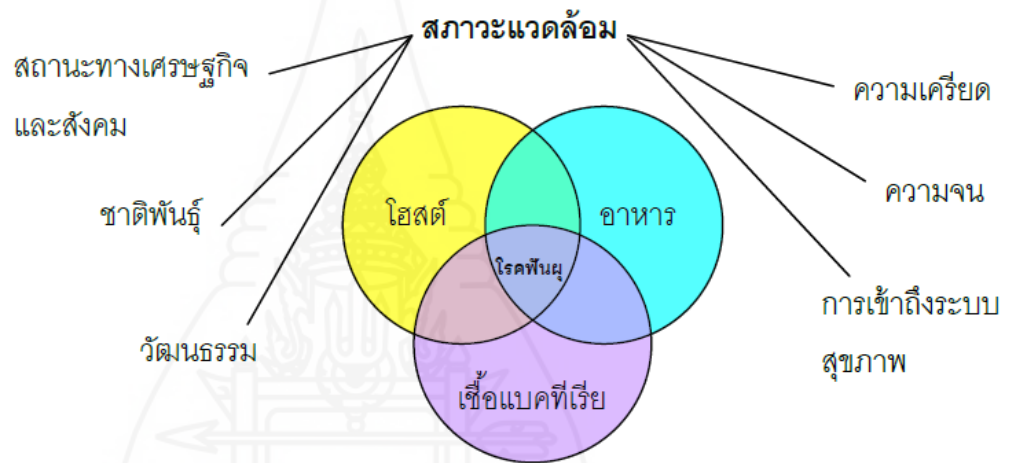 สภาวะแวดล้อม
สถานะทางเศรษฐกิจ
และสังคม
ความเครียด
ชาติพันธุ์
โฮสต์
อาหาร
ความจน
โรคฟันผุ
การเข้าถึงระบบ
สุขภาพ
วัฒนธรรม
เชื้อแบคทีเรีย